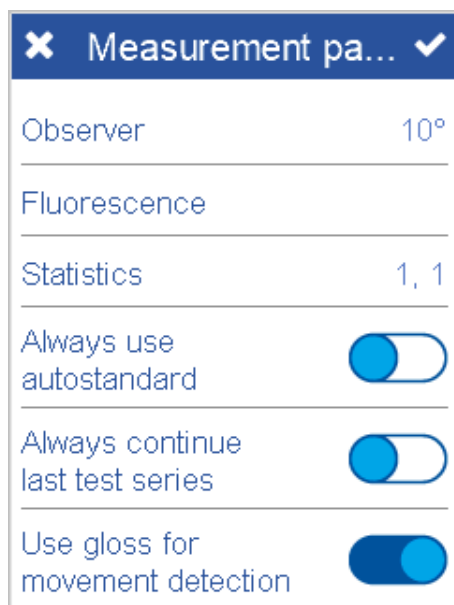 Measurement pa...
Observer 10°
Fluorescence
Statistics 1, 1
Always use
autostandard
Always continue
last test series
Use gloss for
movement detection